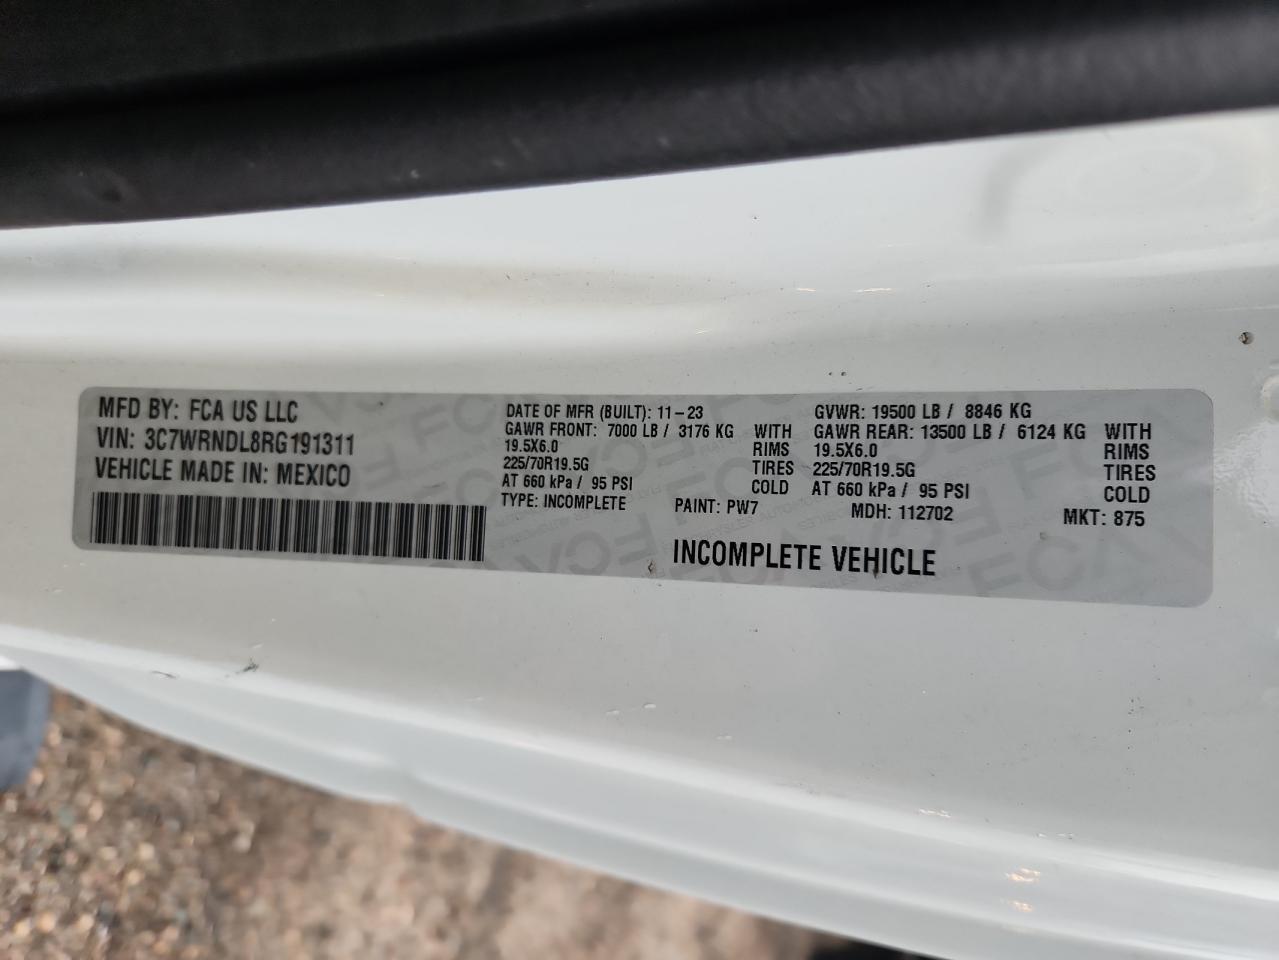 MFD BY: FCA US LLC
VIN: 3C7WRNDL8RG191311
VEHICLE MADE IN: MEXICO
DATE OF MFR (BUILT): 11-23
GAWR FRONT: 7000 LB / 3176 KG WITH
19.5X6.0 RIMS
225/70R19.5G TIRES
AT 660 kPa / 95 PSI COLD
TYPE: INCOMPLETE
GVWR: 19500 LB / 8846 KG
GAWR REAR: 13500 LB / 6124 KG WITH
19.5X6.0 RIMS
225/70R19.5G TIRES
AT 660 kPa / 95 PSI COLD
PAINT: PW7 MDH: 112702 MKT: 875
INCOMPLETE VEHICLE